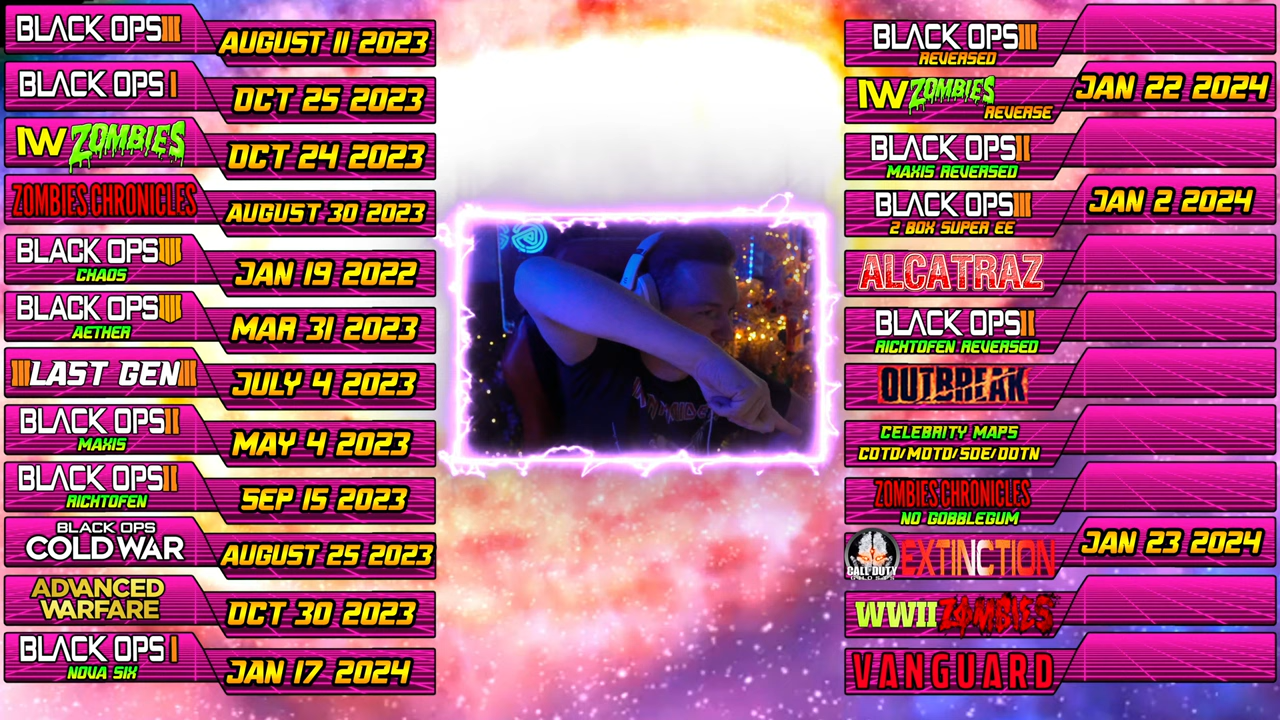 BLACK OPS IIII
AUGUST 11 2023
BLACK OPS I
OCT 25 2023
IW ZOMBIES
OCT 24 2023
ZOMBIES CHRONICLES
AUGUST 30 2023
BLACK OPS IIII
CHAOS
JAN 19 2022
BLACK OPS IIII
AETHER
MAR 31 2023
III LAST GEN III
JULY 4 2023
BLACK OPS II
MAXIS
MAY 4 2023
BLACK OPS II
RICHTOFEN
SEP 15 2023
BLACK OPS
COLD WAR
AUGUST 25 2023
ADVANCED
WARFARE
OCT 30 2023
BLACK OPS I
NOVA SIX
JAN 17 2024
BLACK OPS III
REVERSED
IW ZOMBIES
REVERSE
JAN 22 2024
BLACK OPS II
MAXIS REVERSED
BLACK OPS III
2 BOX SUPER EE
JAN 2 2024
ALCATRAZ
BLACK OPS II
RICHTOFEN REVERSED
OUTBREAK
CELEBRITY MAPS
COTD/MOTD/SOE/DOTN
ZOMBIES CHRONICLES
NO GOBBLEGUM
CALL DUTY
EXTINCTION
JAN 23 2024
WWII ZOMBIES
VANGUARD